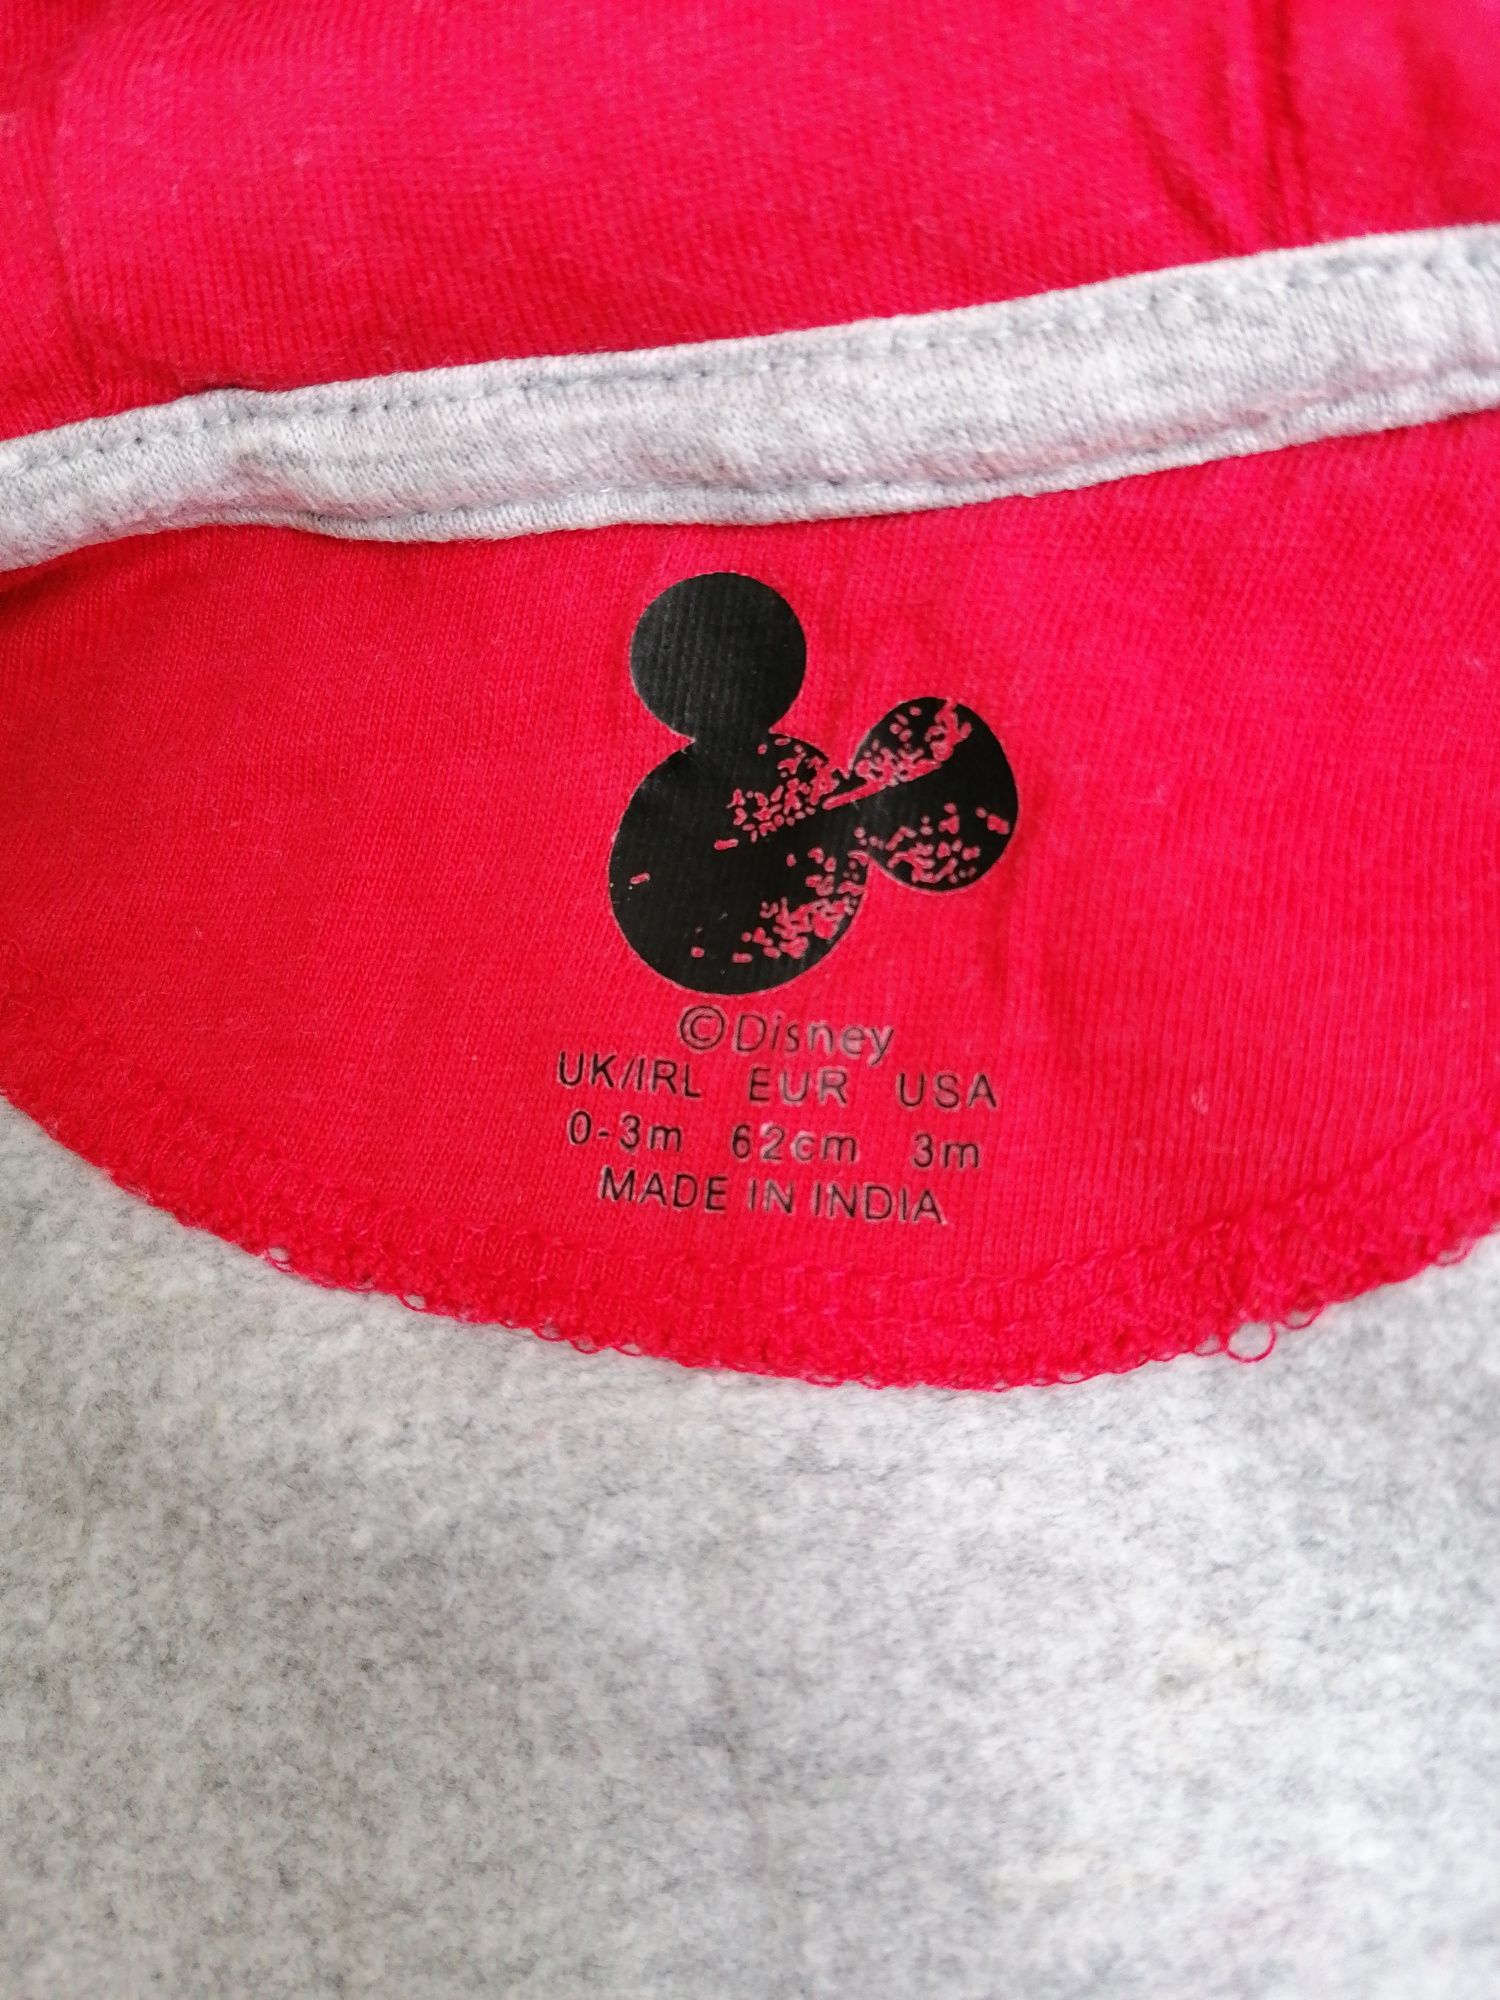 ©Disney
UK/IRL EUR USA
0-3m 62cm 3m
MADE IN INDIA